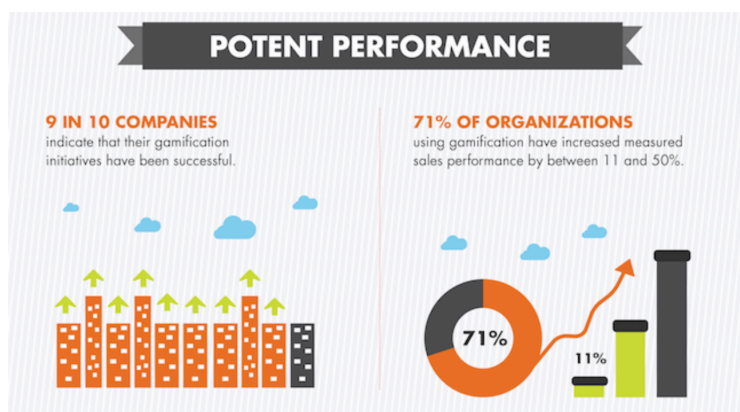 POTENT PERFORMANCE
9 IN 10 COMPANIES
indicate that their gamification
initiatives have been successful.
71% OF ORGANIZATIONS
using gamification have increased measured
sales performance by between 11 and 50%.
71%
11%